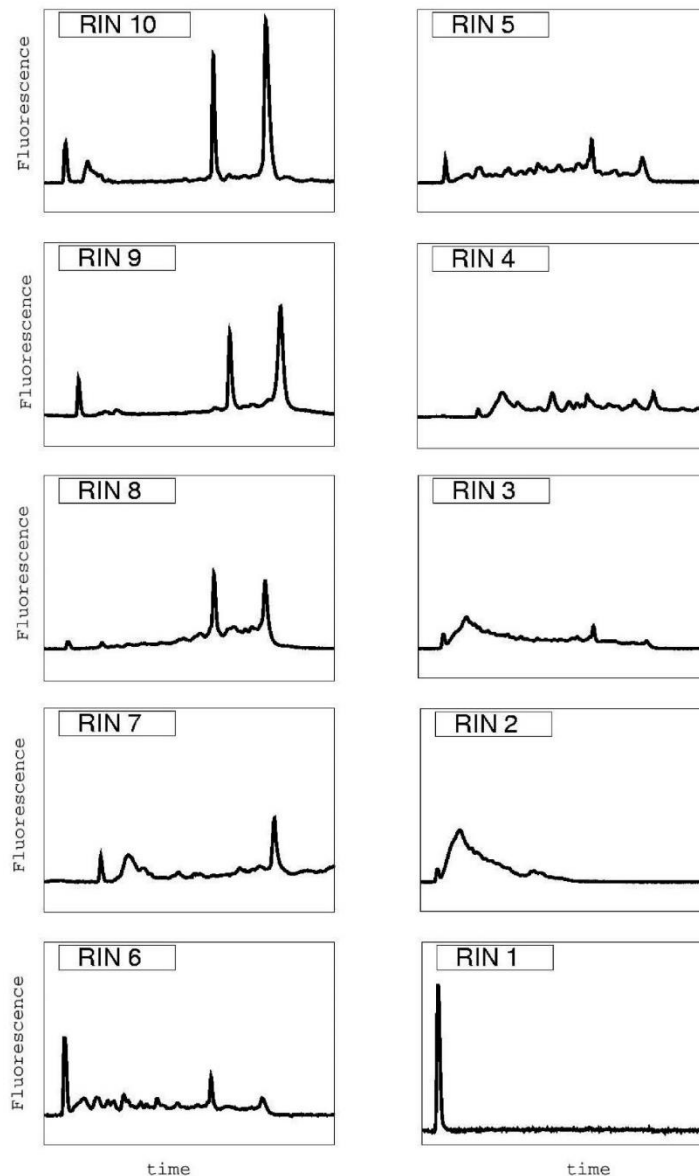 RIN 10
Fluorescence
RIN 5
RIN 9
Fluorescence
RIN 4
RIN 8
Fluorescence
RIN 3
RIN 7
Fluorescence
RIN 2
RIN 6
Fluorescence
RIN 1
time
time